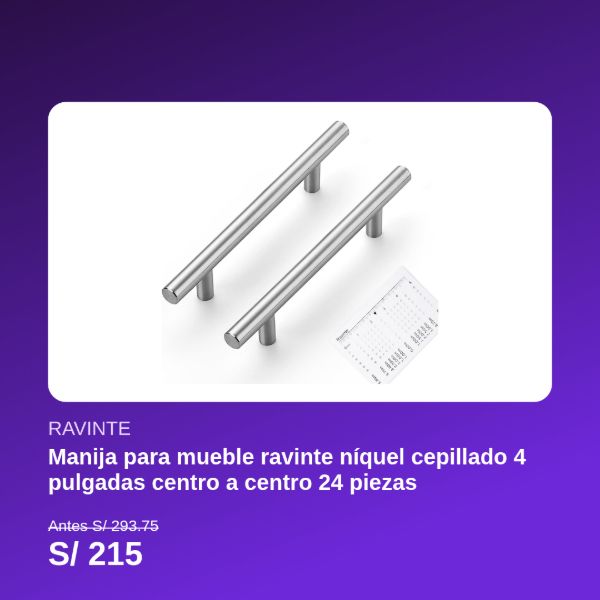 RAVINTE
Manija para mueble ravinte níquel cepillado 4
pulgadas centro a centro 24 piezas
Antes S/ 293.75
S/ 215